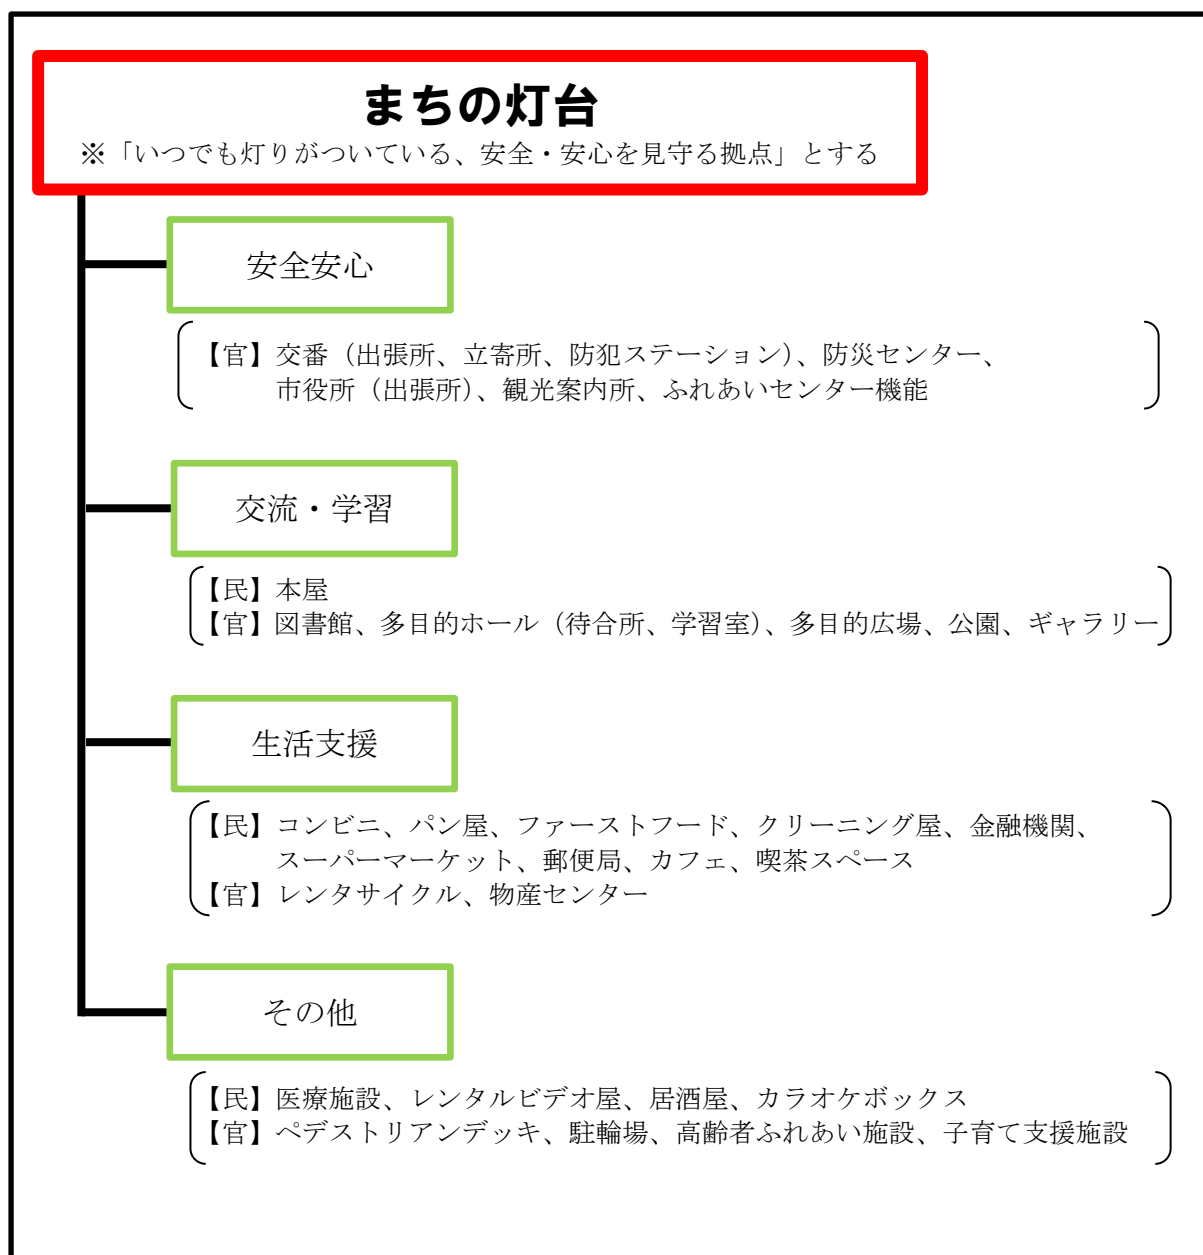 まちの灯台
※「いつでも灯りがついている、安全・安心を見守る拠点」とする
安全安心
【官】交番（出張所、立寄所、防犯ステーション）、防災センター、
市役所（出張所）、観光案内所、ふれあいセンター機能
交流・学習
【民】本屋
【官】図書館、多目的ホール（待合所、学習室）、多目的広場、公園、ギャラリー
生活支援
【民】コンビニ、パン屋、ファーストフード、クリーニング屋、金融機関、
スーパーマーケット、郵便局、カフェ、喫茶スペース
【官】レンタサイクル、物産センター
その他
【民】医療施設、レンタルビデオ屋、居酒屋、カラオケボックス
【官】ペデストリアンデッキ、駐輪場、高齢者ふれあい施設、子育て支援施設